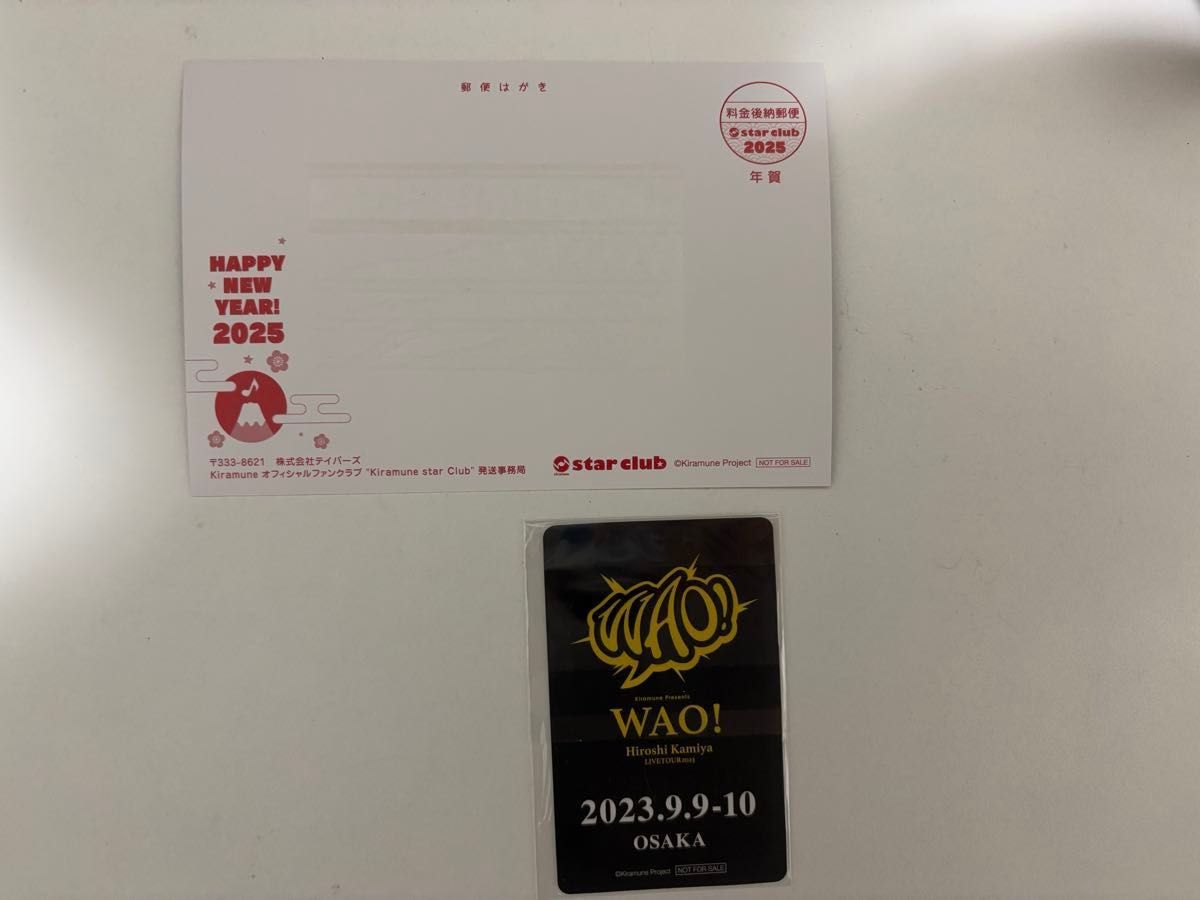 郵便はがき
料金後納郵便
star club
2025
年賀
HAPPY
NEW
YEAR!
2025
〒333-8621 株式会社テイパーズ
Kiramune オフィシャルファンクラブ "Kiramune star Club" 発送事務局
star club ©Kiramune Project NOT FOR SALE
WAO!
Kiramune Presents
WAO!
Hiroshi Kamiya
LIVETOUR2023
2023.9.9-10
OSAKA
©Kiramune Project NOT FOR SALE